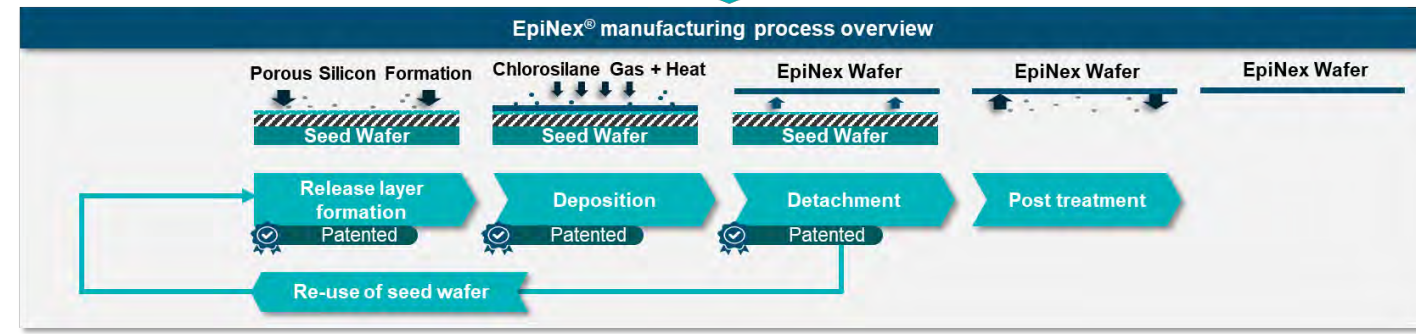 EpiNex® manufacturing process overview
Porous Silicon Formation
Chlorosilane Gas + Heat
EpiNex Wafer
EpiNex Wafer
EpiNex Wafer
Seed Wafer
Seed Wafer
Seed Wafer
Release layer
formation
Deposition
Detachment
Post treatment
Patented
Patented
Patented
Re-use of seed wafer